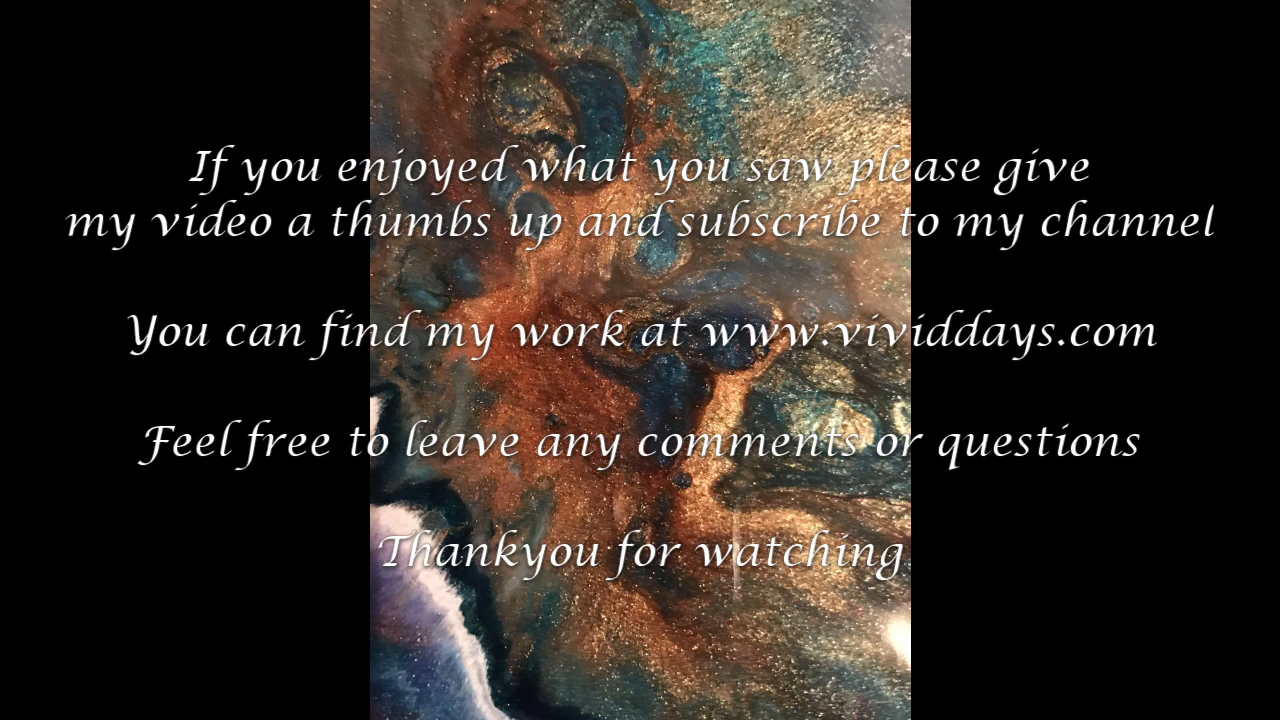 If you enjoyed what you saw please give
my video a thumbs up and subscribe to my channel
You can find my work at www.vividdays.com
Feel free to leave any comments or questions
Thankyou for watching